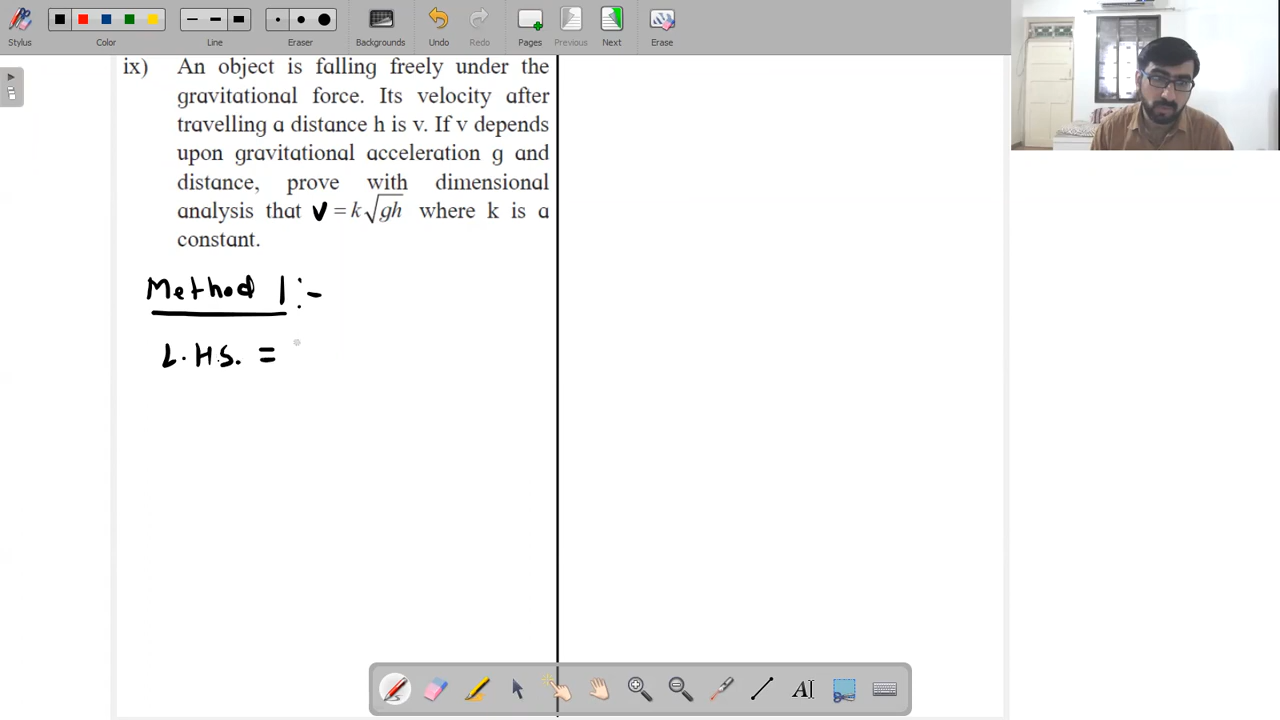 Stylus Color Line Eraser Backgrounds Undo Redo Pages Previous Next Erase
ix) An object is falling freely under the
gravitational force. Its velocity after
travelling a distance h is v. If v depends
upon gravitational acceleration g and
distance, prove with dimensional
analysis that v = k√gh where k is a
constant.
Method 1:-
L.H.S. =
AI